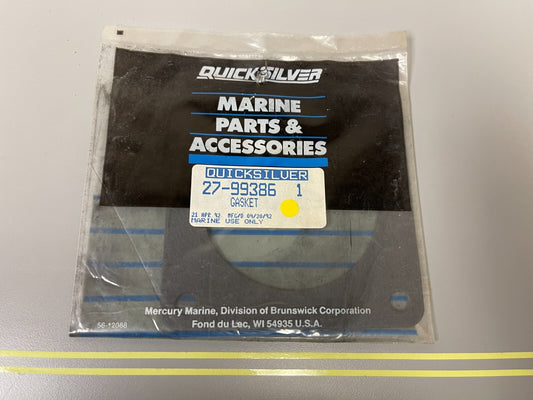 QUICKSILVER
MARINE
PARTS &
ACCESSORIES
QUICKSILVER
27-99386 1
GASKET
21 APR 92 MFG/D 04/20/92
MARINE USE ONLY
Mercury Marine, Division of Brunswick Corporation
Fond du Lac, WI 54935 U.S.A.
56-12066